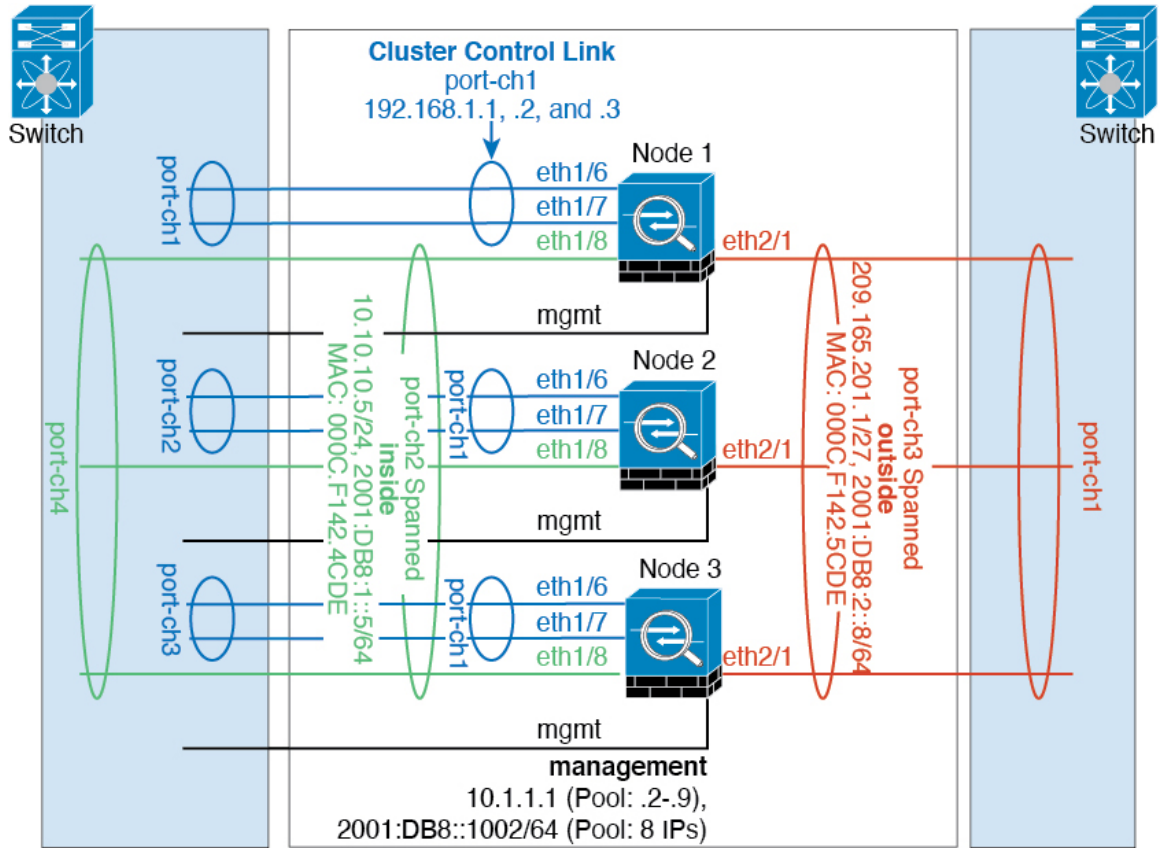 Switch
Switch
Cluster Control Link
port-ch1
192.168.1.1, .2, and .3
Node 1
port-ch1
eth1/6
eth1/7
eth1/8
eth2/1
mgmt
Node 2
port-ch2
port-ch1
eth1/6
eth1/7
eth1/8
eth2/1
mgmt
Node 3
port-ch3
port-ch1
eth1/6
eth1/7
eth1/8
eth2/1
mgmt
port-ch4
port-ch2 Spanned
inside
10.10.10.5/24, 2001:DB8:1::5/64
MAC: 000C.F142.4CDE
port-ch3 Spanned
outside
209.165.201.1/27, 2001:DB8:2::8/64
MAC: 000C.F142.5CDE
port-ch1
management
10.1.1.1 (Pool: .2-.9),
2001:DB8::1002/64 (Pool: 8 IPs)